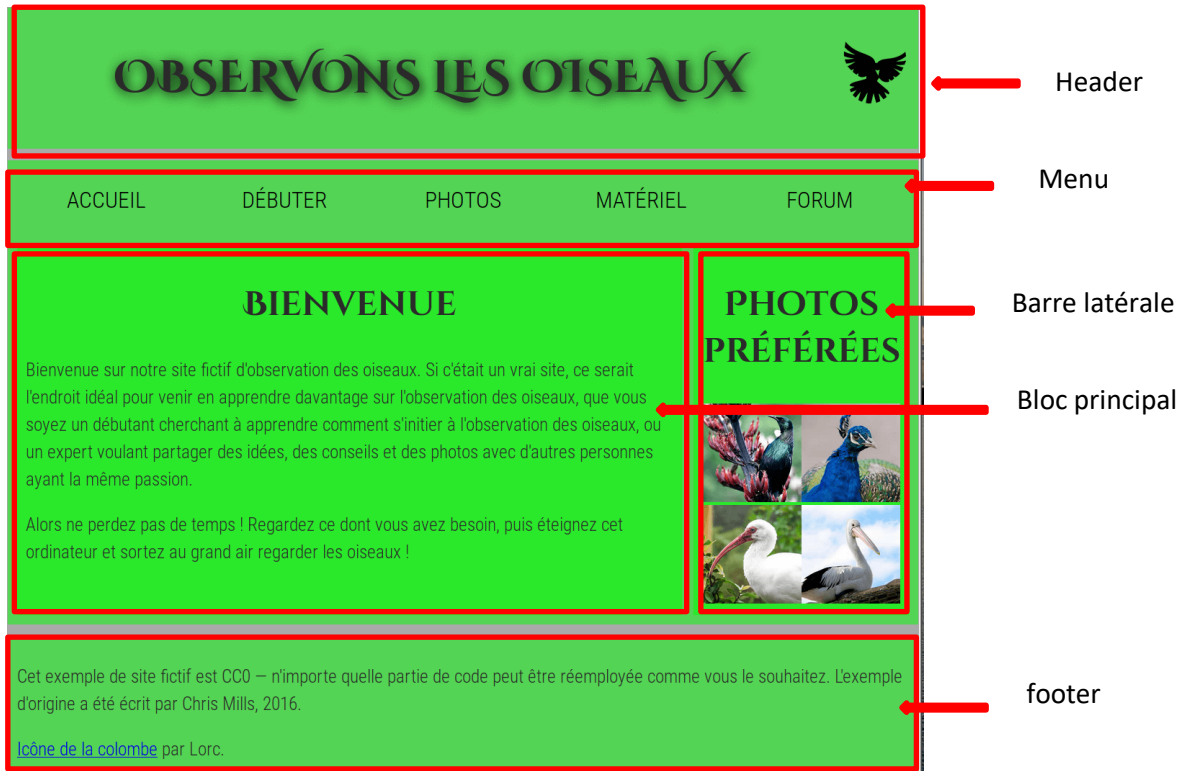 OBSERVONS LES OISEAUX
Header
Menu
ACCUEIL DÉBUTER PHOTOS MATÉRIEL FORUM
BIENVENUE
Bienvenue sur notre site fictif d'observation des oiseaux. Si c'était un vrai site, ce serait
l'endroit idéal pour venir en apprendre davantage sur l'observation des oiseaux, que vous
soyez un débutant cherchant à apprendre comment s'initier à l'observation des oiseaux, ou
un expert voulant partager des idées, des conseils et des photos avec d'autres personnes
ayant la même passion.
Alors ne perdez pas de temps ! Regardez ce dont vous avez besoin, puis éteignez cet
ordinateur et sortez au grand air regarder les oiseaux !
PHOTOS
PRÉFÉRÉES
Barre latérale
Bloc principal
Cet exemple de site fictif est CC0 — n'importe quelle partie de code peut être réemployée comme vous le souhaitez. L'exemple
d'origine a été écrit par Chris Mills, 2016.
Icône de la colombe par Lorc.
footer